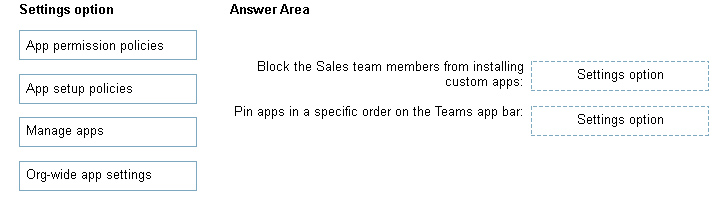 Settings option
Answer Area
App permission policies
App setup policies
Manage apps
Org-wide app settings
Block the Sales team members from installing
custom apps:
Settings option
Pin apps in a specific order on the Teams app bar:
Settings option